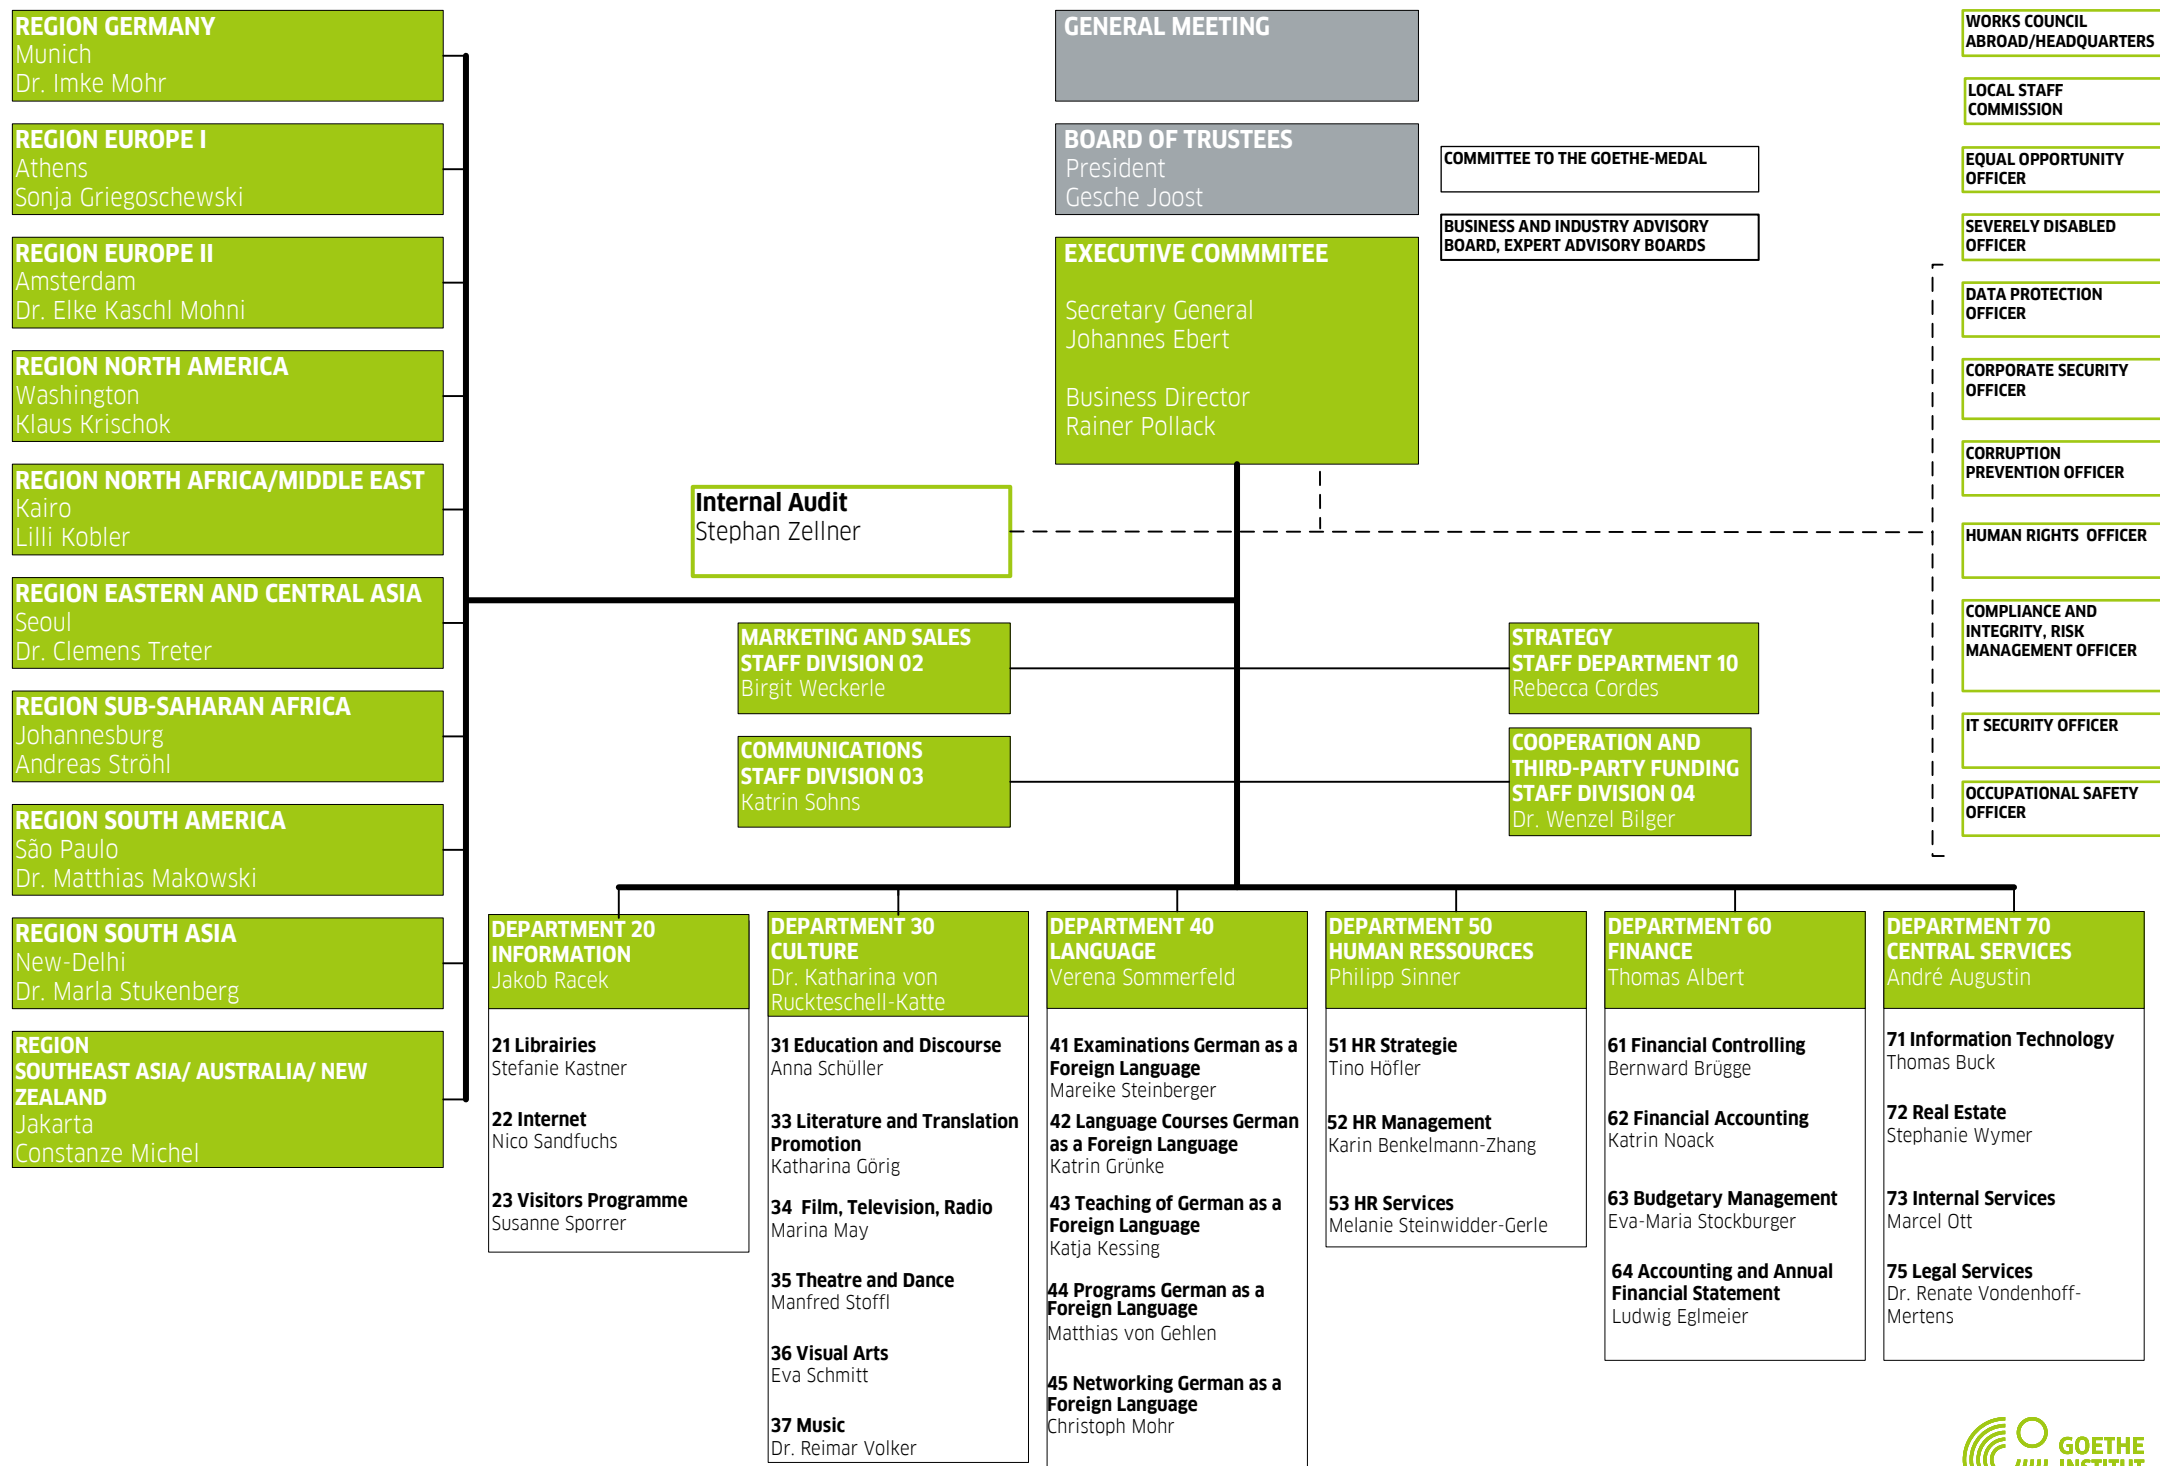 REGION GERMANY
Munich
Dr. Imke Mohr
REGION EUROPE I
Athens
Sonja Griegoschewski
REGION EUROPE II
Amsterdam
Dr. Elke Kaschl Mohni
REGION NORTH AMERICA
Washington
Klaus Krischok
REGION NORTH AFRICA/MIDDLE EAST
Kairo
Lilli Kobler
REGION EASTERN AND CENTRAL ASIA
Seoul
Dr. Clemens Treter
REGION SUB-SAHARAN AFRICA
Johannesburg
Andreas Ströhl
REGION SOUTH AMERICA
São Paulo
Dr. Matthias Makowski
REGION SOUTH ASIA
New-Delhi
Dr. Marla Stukenberg
REGION
SOUTHEAST ASIA/ AUSTRALIA/ NEW
ZEALAND
Jakarta
Constanze Michel
GENERAL MEETING
BOARD OF TRUSTEES
President
Gesche Joost
EXECUTIVE COMMMITEE
Secretary General
Johannes Ebert
Business Director
Rainer Pollack
COMMITTEE TO THE GOETHE-MEDAL
BUSINESS AND INDUSTRY ADVISORY
BOARD, EXPERT ADVISORY BOARDS
Internal Audit
Stephan Zellner
MARKETING AND SALES
STAFF DIVISION 02
Birgit Weckerle
COMMUNICATIONS
STAFF DIVISION 03
Katrin Sohns
STRATEGY
STAFF DEPARTMENT 10
Rebecca Cordes
COOPERATION AND
THIRD-PARTY FUNDING
STAFF DIVISION 04
Dr. Wenzel Bilger
WORKS COUNCIL
ABROAD/HEADQUARTERS
LOCAL STAFF
COMMISSION
EQUAL OPPORTUNITY
OFFICER
SEVERELY DISABLED
OFFICER
DATA PROTECTION
OFFICER
CORPORATE SECURITY
OFFICER
CORRUPTION
PREVENTION OFFICER
HUMAN RIGHTS OFFICER
COMPLIANCE AND
INTEGRITY, RISK
MANAGEMENT OFFICER
IT SECURITY OFFICER
OCCUPATIONAL SAFETY
OFFICER
DEPARTMENT 20
INFORMATION
Jakob Racek
21 Librairies
Stefanie Kastner
22 Internet
Nico Sandfuchs
23 Visitors Programme
Susanne Sporrer
DEPARTMENT 30
CULTURE
Dr. Katharina von
Ruckteschell-Katte
31 Education and Discourse
Anna Schüller
33 Literature and Translation
Promotion
Katharina Görig
34 Film, Television, Radio
Marina May
35 Theatre and Dance
Manfred Stoffl
36 Visual Arts
Eva Schmitt
37 Music
Dr. Reimar Volker
DEPARTMENT 40
LANGUAGE
Verena Sommerfeld
41 Examinations German as a
Foreign Language
Mareike Steinberger
42 Language Courses German
as a Foreign Language
Katrin Grünke
43 Teaching of German as a
Foreign Language
Katja Kessing
44 Programs German as a
Foreign Language
Matthias von Gehlen
45 Networking German as a
Foreign Language
Christoph Mohr
DEPARTMENT 50
HUMAN RESSOURCES
Philipp Sinner
51 HR Strategie
Tino Höfler
52 HR Management
Karin Benkelmann-Zhang
53 HR Services
Melanie Steinwidder-Gerle
DEPARTMENT 60
FINANCE
Thomas Albert
61 Financial Controlling
Bernward Brügge
62 Financial Accounting
Katrin Noack
63 Budgetary Management
Eva-Maria Stockburger
64 Accounting and Annual
Financial Statement
Ludwig Eglmeier
DEPARTMENT 70
CENTRAL SERVICES
André Augustin
71 Information Technology
Thomas Buck
72 Real Estate
Stephanie Wymer
73 Internal Services
Marcel Ott
75 Legal Services
Dr. Renate Vondenhoff-
Mertens
GOETHE
INSTITUT